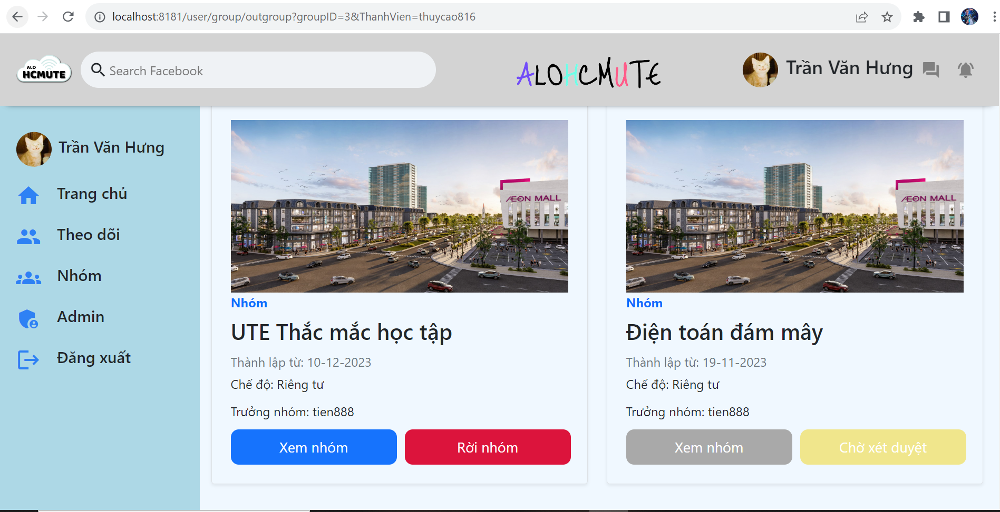 localhost:8181/user/group/outgroup?groupID=3&ThanhVien=thuycao816
ALO
HCMUTE
Search Facebook
ALOHCMUTE
Trần Văn Hưng
Trần Văn Hưng
Trang chủ
Theo dõi
Nhóm
Admin
Đăng xuất
ÆON MALL
Nhóm
UTE Thắc mắc học tập
Thành lập từ: 10-12-2023
Chế độ: Riêng tư
Trưởng nhóm: tien888
Xem nhóm
Rời nhóm
ÆON MALL
Nhóm
Điện toán đám mây
Thành lập từ: 19-11-2023
Chế độ: Riêng tư
Trưởng nhóm: tien888
Xem nhóm
Chờ xét duyệt